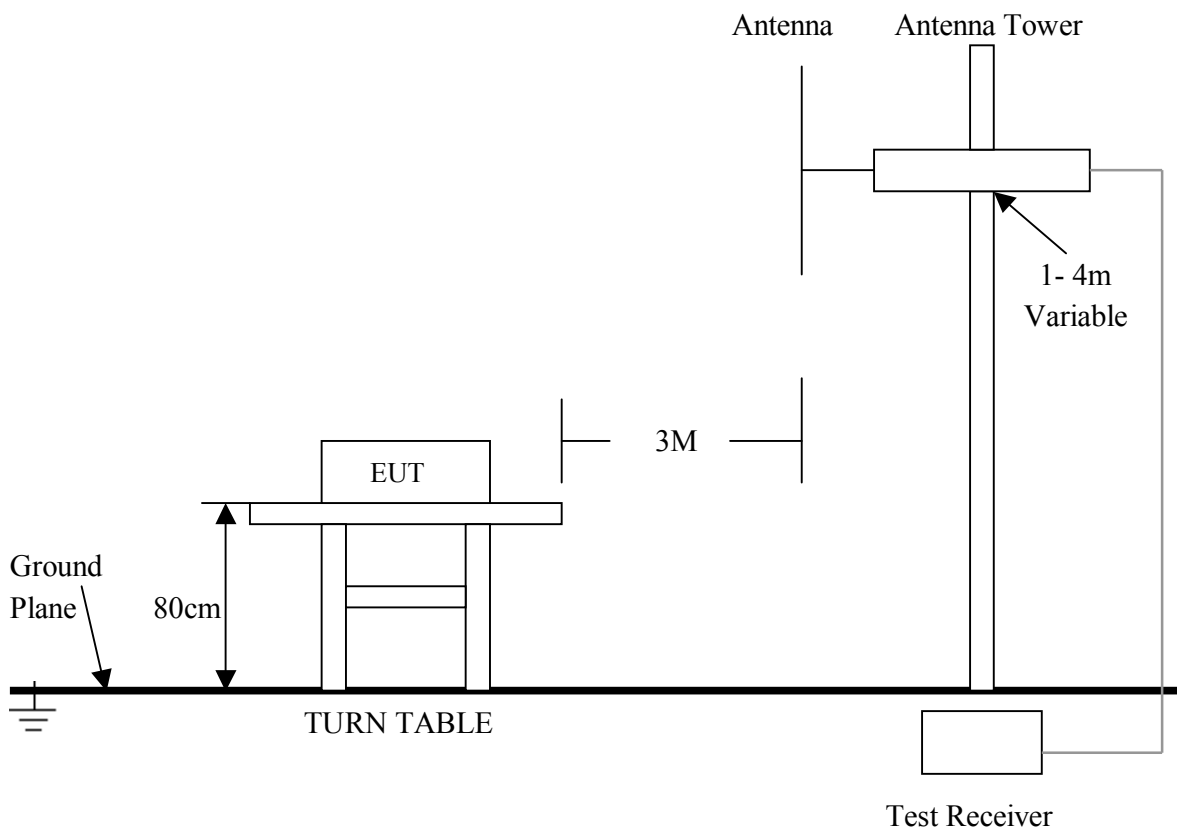 Antenna
Antenna Tower
1- 4m
Variable
3M
EUT
Ground
Plane
80cm
TURN TABLE
Test Receiver